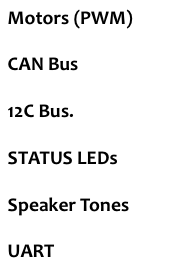 Motors (PWM)
CAN Bus
12C Bus.
STATUS LEDs
Speaker Tones
UART